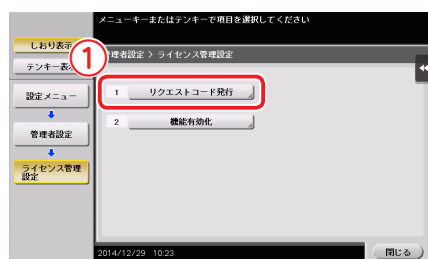 メニューキーまたはテンキーで項目を選択してください
しおり表示
テンキー表
1
理者設定 > ライセンス管理設定
設定メニュー
管理者設定
ライセンス管理
設定
1 リクエストコード発行
2 機能有効化
2014/12/29 10:23
閉じる